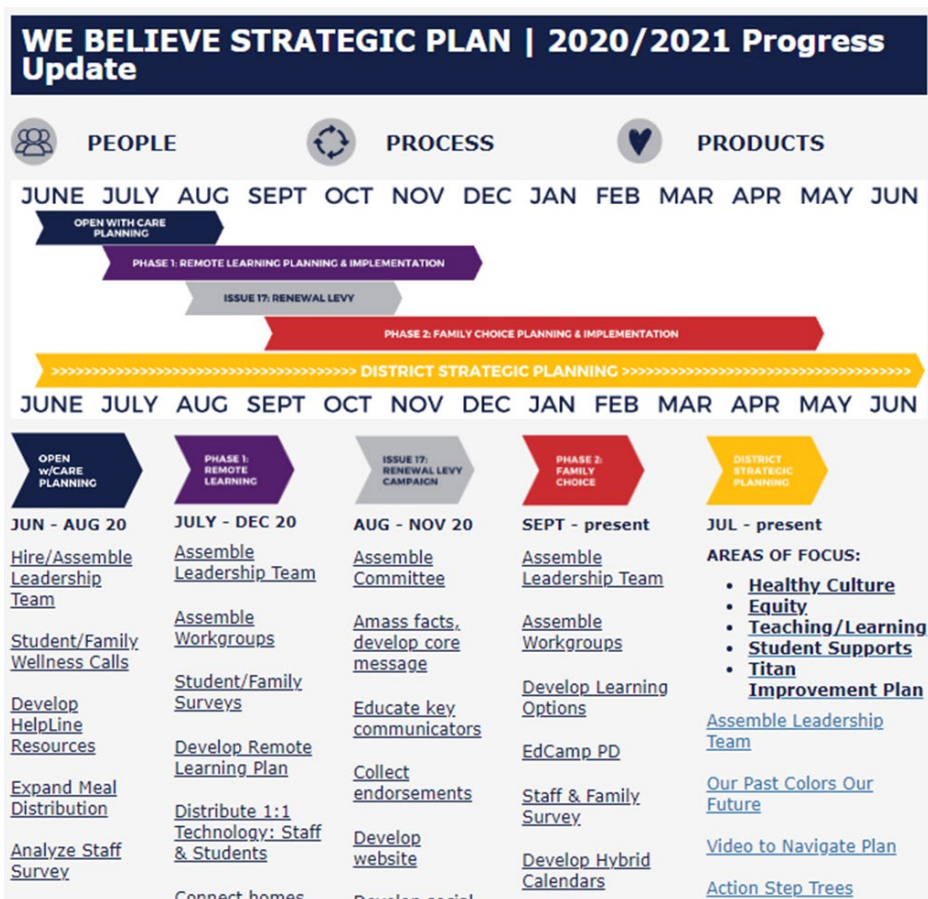 WE BELIEVE STRATEGIC PLAN | 2020/2021 Progress
Update
PEOPLE PROCESS PRODUCTS
JUNE JULY AUG SEPT OCT NOV DEC JAN FEB MAR APR MAY JUN
OPEN WITH CARE
PLANNING
PHASE 1: REMOTE LEARNING PLANNING & IMPLEMENTATION
ISSUE 17: RENEWAL LEVY
PHASE 2: FAMILY CHOICE PLANNING & IMPLEMENTATION
>>>>>>>>>>>>>>>>>>>>>>>>>>>>>>>>>>>>>> DISTRICT STRATEGIC PLANNING >>>>>>>>>>>>>>>>>>>>>>>>>>>>>>>>>>>>
JUNE JULY AUG SEPT OCT NOV DEC JAN FEB MAR APR MAY JUN
OPEN
w/CARE
PLANNING
JUN - AUG 20
Hire/Assemble
Leadership
Team
Student/Family
Wellness Calls
Develop
HelpLine
Resources
Expand Meal
Distribution
Analyze Staff
Survey
PHASE 1:
REMOTE
LEARNING
JULY - DEC 20
Assemble
Leadership Team
Assemble
Workgroups
Student/Family
Surveys
Develop Remote
Learning Plan
Distribute 1:1
Technology: Staff
& Students
Connect homes
ISSUE 17:
RENEWAL LEVY
CAMPAIGN
AUG - NOV 20
Assemble
Committee
Amass facts,
develop core
message
Educate key
communicators
Collect
endorsements
Develop
website
Develop social
PHASE 2:
FAMILY
CHOICE
SEPT - present
Assemble
Leadership Team
Assemble
Workgroups
Develop Learning
Options
EdCamp PD
Staff & Family
Survey
Develop Hybrid
Calendars
DISTRICT
STRATEGIC
PLANNING
JUL - present
AREAS OF FOCUS:
• Healthy Culture
• Equity
• Teaching/Learning
• Student Supports
• Titan
Improvement Plan
Assemble Leadership
Team
Our Past Colors Our
Future
Video to Navigate Plan
Action Step Trees